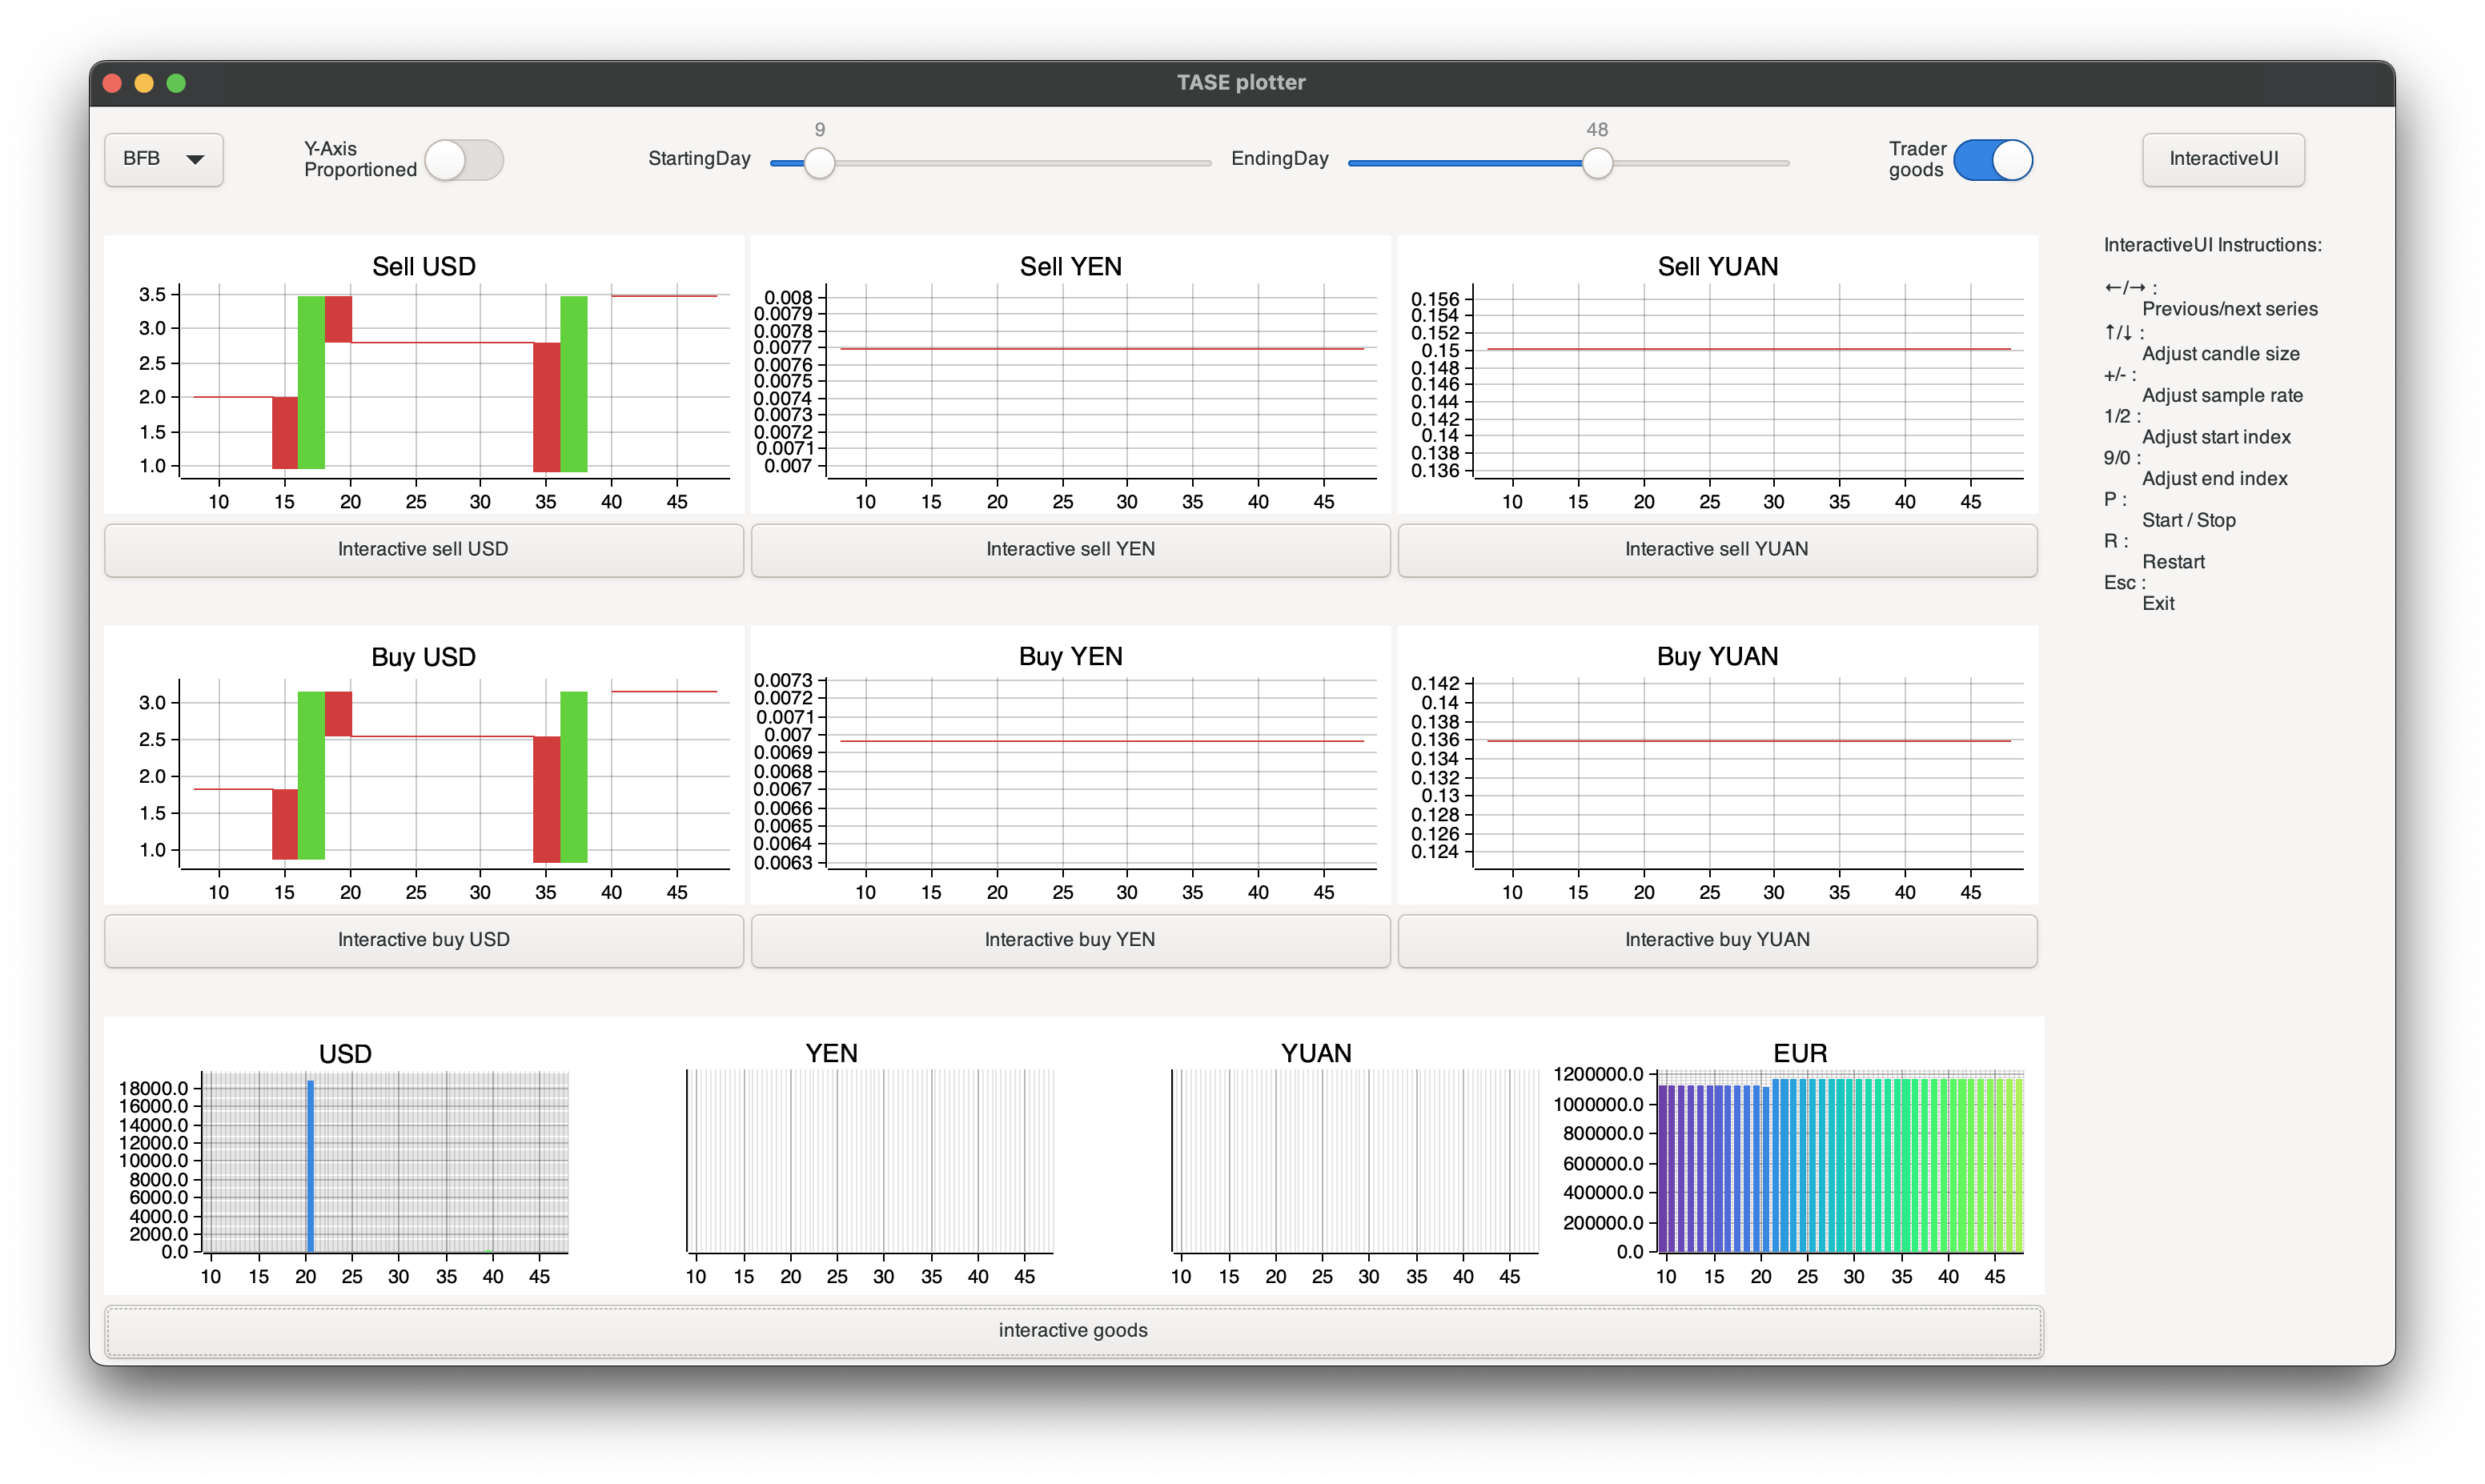 TASE plotter
BFB
Y-Axis
Proportioned
StartingDay
9
EndingDay
48
Trader
goods
InteractiveUI
Sell USD
3.5
3.0
2.5
2.0
1.5
1.0
10 15 20 25 30 35 40 45
Interactive sell USD
Sell YEN
0.008
0.0079
0.0078
0.0077
0.0076
0.0075
0.0074
0.0073
0.0072
0.0071
0.007
10 15 20 25 30 35 40 45
Interactive sell YEN
Sell YUAN
0.156
0.154
0.152
0.15
0.148
0.146
0.144
0.142
0.14
0.138
0.136
10 15 20 25 30 35 40 45
Interactive sell YUAN
InteractiveUI Instructions:
←/→ :
Previous/next series
↑/↓ :
Adjust candle size
+/- :
Adjust sample rate
1/2 :
Adjust start index
9/0 :
Adjust end index
P :
Start / Stop
R :
Restart
Esc :
Exit
Buy USD
3.0
2.5
2.0
1.5
1.0
10 15 20 25 30 35 40 45
Interactive buy USD
Buy YEN
0.0073
0.0072
0.0071
0.007
0.0069
0.0068
0.0067
0.0066
0.0065
0.0064
0.0063
10 15 20 25 30 35 40 45
Interactive buy YEN
Buy YUAN
0.142
0.14
0.138
0.136
0.134
0.132
0.13
0.128
0.126
0.124
10 15 20 25 30 35 40 45
Interactive buy YUAN
USD
18000.0
16000.0
14000.0
12000.0
10000.0
8000.0
6000.0
4000.0
2000.0
0.0
10 15 20 25 30 35 40 45
YEN
10 15 20 25 30 35 40 45
YUAN
10 15 20 25 30 35 40 45
EUR
1200000.0
1000000.0
800000.0
600000.0
400000.0
200000.0
0.0
10 15 20 25 30 35 40 45
interactive goods